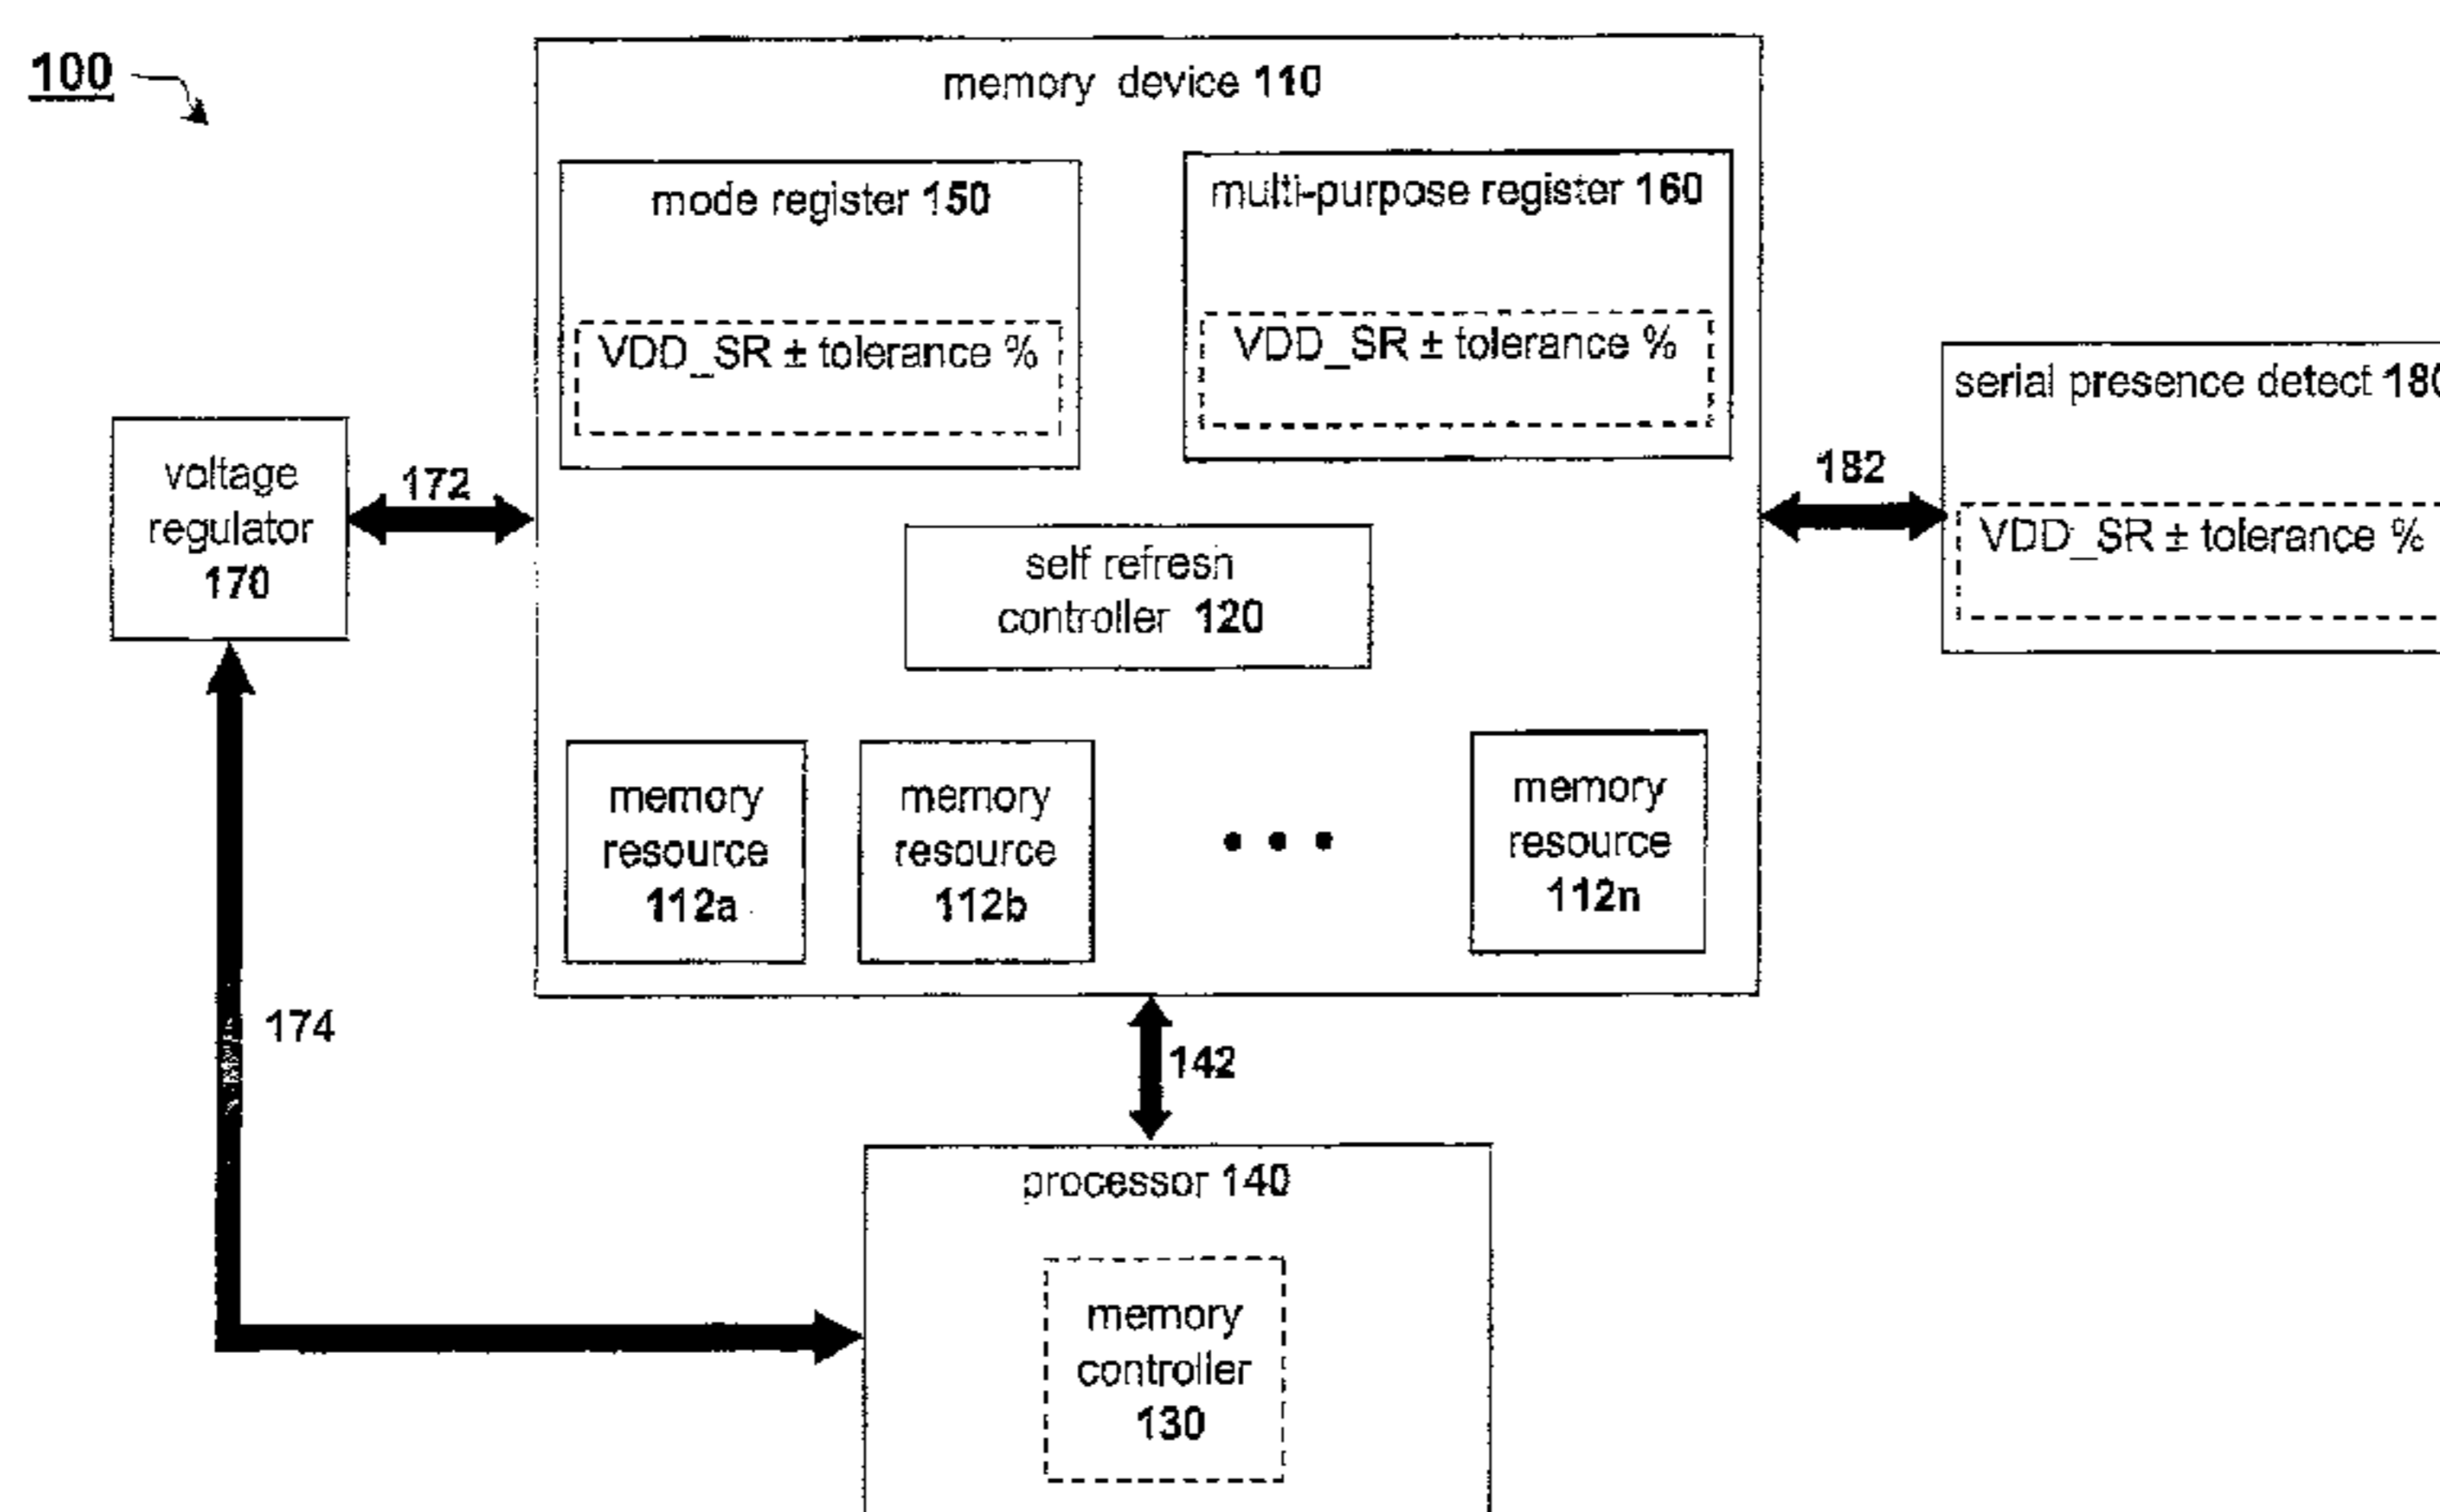 100
memory device 110
mode register 150
multi-purpose register 160
VDD_SR ± tolerance %
VDD_SR ± tolerance %
serial presence detect 180
VDD_SR ± tolerance %
voltage
regulator
170
172
182
self refresh
controller 120
memory
resource
112a
memory
resource
112b
• • •
memory
resource
112n
174
142
processor 140
memory
controller
130